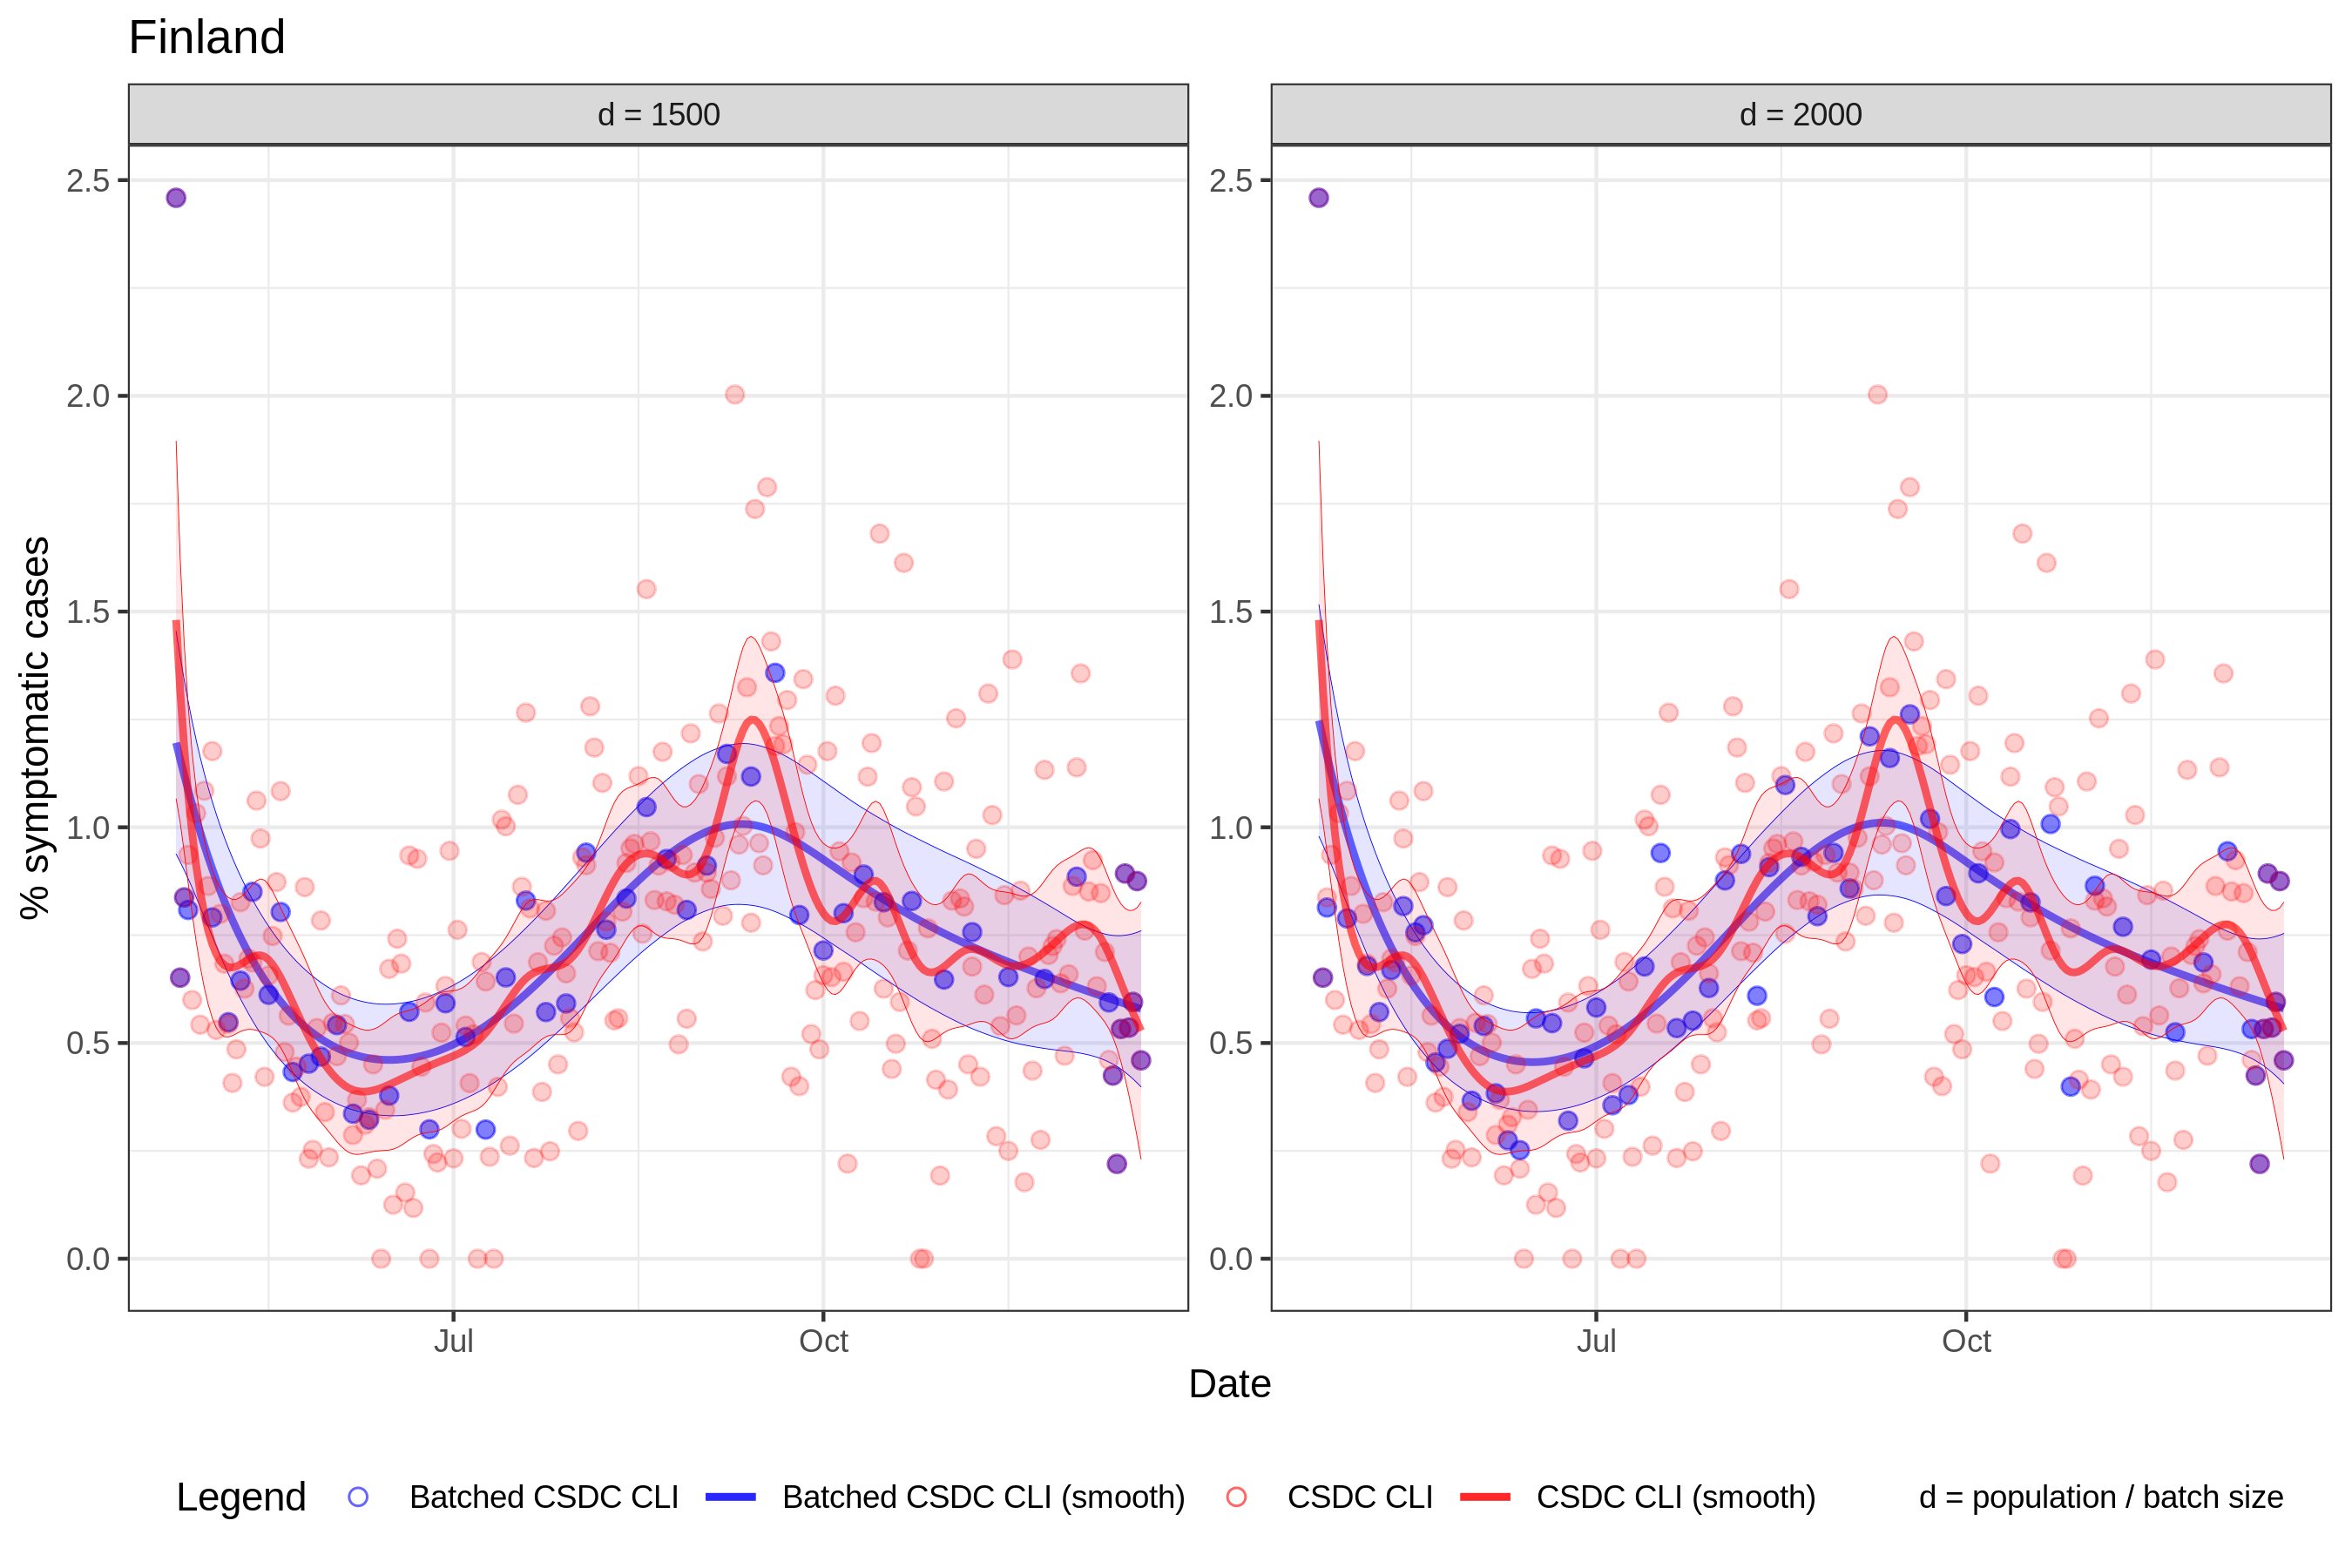 Finland
d = 1500
d = 2000
% symptomatic cases
2.5
2.0
1.5
1.0
0.5
0.0
2.5
2.0
1.5
1.0
0.5
0.0
Jul
Oct
Jul
Oct
Date
Legend
Batched CSDC CLI
Batched CSDC CLI (smooth)
CSDC CLI
CSDC CLI (smooth)
d = population / batch size